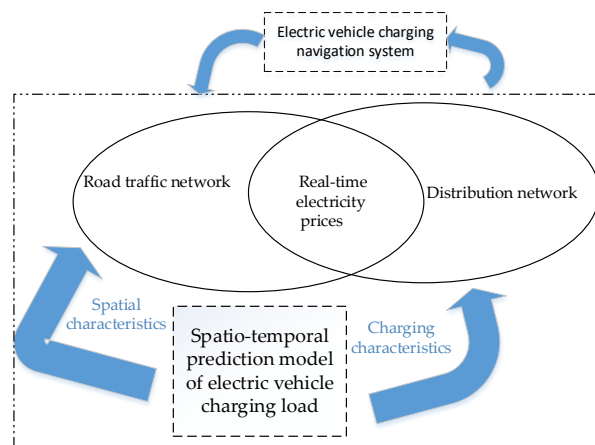 Electric vehicle charging
navigation system
Road traffic network
Real-time
electricity
prices
Distribution network
Spatial
characteristics
Spatio-temporal
prediction model
of electric vehicle
charging load
Charging
characteristics